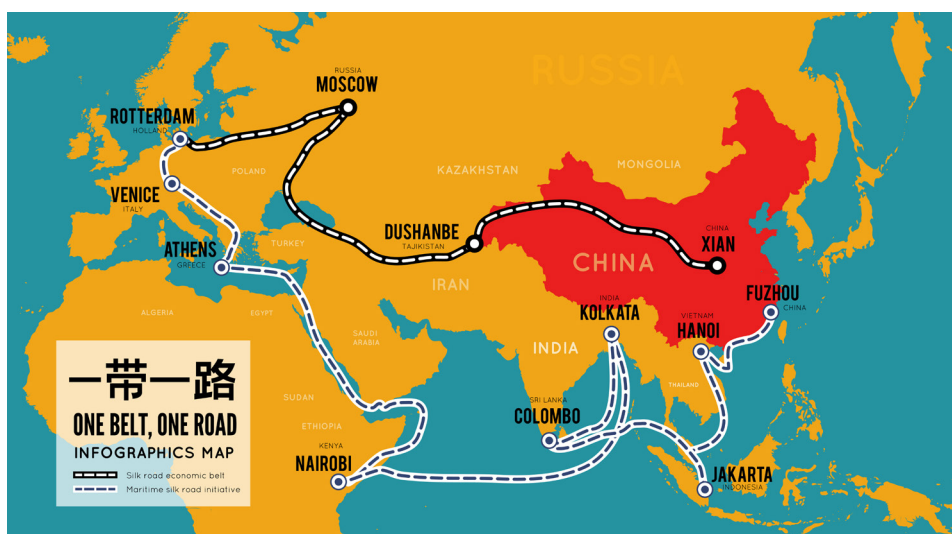 RUSSIA
RUSSIA
MOSCOW
ROTTERDAM
HOLLAND
POLAND
KAZAKHSTAN
MONGOLIA
VENICE
ITALY
DUSHANBE
TAJIKISTAN
CHINA
XIAN
ATHENS
GREECE
TURKEY
CHINA
IRAN
FUZHOU
CHINA
INDIA
KOLKATA
VIETNAM
HANOI
ALGERIA
EGYPT
SAUDI
ARABIA
INDIA
THAILAND
SUDAN
SRI LANKA
COLOMBO
ETHIOPIA
KENYA
NAIROBI
JAKARTA
INDONESIA
一带一路
ONE BELT, ONE ROAD
INFOGRAPHICS MAP
Silk road economic belt
Maritime silk road initiative